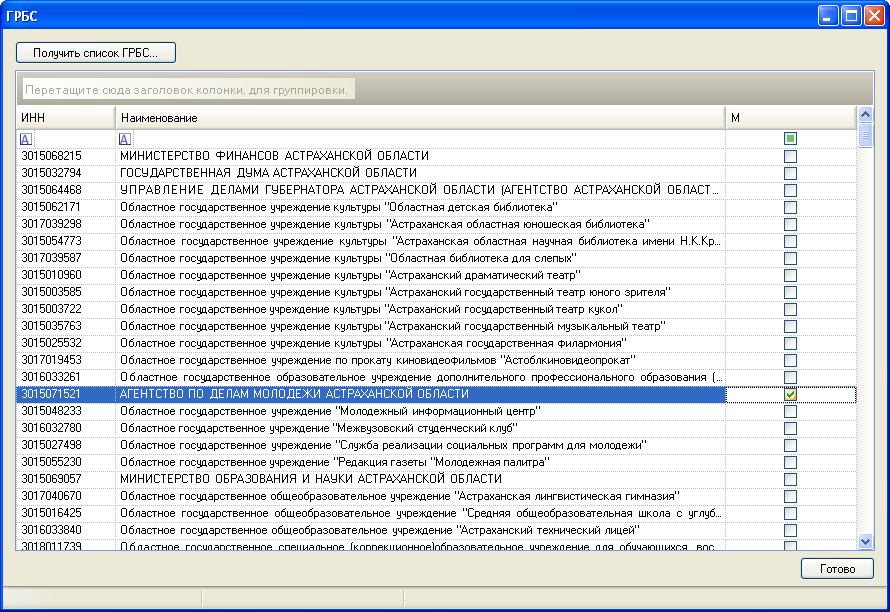 ГРБС
Получить список ГРБС...
Перетащите сюда заголовок колонки, для группировки.
ИНН Наименование М
A A
3015068215 МИНИСТЕРСТВО ФИНАНСОВ АСТРАХАНСКОЙ ОБЛАСТИ
3015032794 ГОСУДАРСТВЕННАЯ ДУМА АСТРАХАНСКОЙ ОБЛАСТИ
3015064468 УПРАВЛЕНИЕ ДЕЛАМИ ГУБЕРНАТОРА АСТРАХАНСКОЙ ОБЛАСТИ (АГЕНТСТВО АСТРАХАНСКОЙ ОБЛАСТ...
3015062171 Областное государственное учреждение культуры "Областная детская библиотека"
3017039298 Областное государственное учреждение культуры "Астраханская областная юношеская библиотека"
3015054773 Областное государственное учреждение культуры "Астраханская областная научная библиотека имени Н.К.Кр...
3017039587 Областное государственное учреждение культуры "Областная библиотека для слепых"
3015010960 Областное государственное учреждение культуры "Астраханский драматический театр"
3015003585 Областное государственное учреждение культуры "Астраханский государственный театр юного зрителя"
3015003722 Областное государственное учреждение культуры "Астраханский государственный театр кукол"
3015035763 Областное государственное учреждение культуры "Астраханский государственный музыкальный театр"
3015025532 Областное государственное учреждение культуры "Астраханская государственная филармония"
3017019453 Областное государственное учреждение по прокату киновидеофильмов "Астоблкиновидеопрокат"
3016033261 Областное государственное образовательное учреждение дополнительного профессионального образования (...
3015071521 АГЕНТСТВО ПО ДЕЛАМ МОЛОДЕЖИ АСТРАХАНСКОЙ ОБЛАСТИ
3015048233 Областное государственное учреждение "Молодежный информационный центр"
3016032780 Областное государственное учреждение "Межвузовский студенческий клуб"
3015027498 Областное государственное учреждение "Служба реализации социальных программ для молодежи"
3015055230 Областное государственное учреждение "Редакция газеты "Молодежная палитра"
3015069057 МИНИСТЕРСТВО ОБРАЗОВАНИЯ И НАУКИ АСТРАХАНСКОЙ ОБЛАСТИ
3017040670 Областное государственное общеобразовательное учреждение "Астраханская лингвистическая гимназия"
3015016425 Областное государственное общеобразовательное учреждение "Средняя общеобразовательная школа с углуб...
3016033840 Областное государственное общеобразовательное учреждение "Астраханский технический лицей"
3018011739 Областное государственное специальное (коррекционное)образовательное учреждение для обучающихся, вос...
Готово